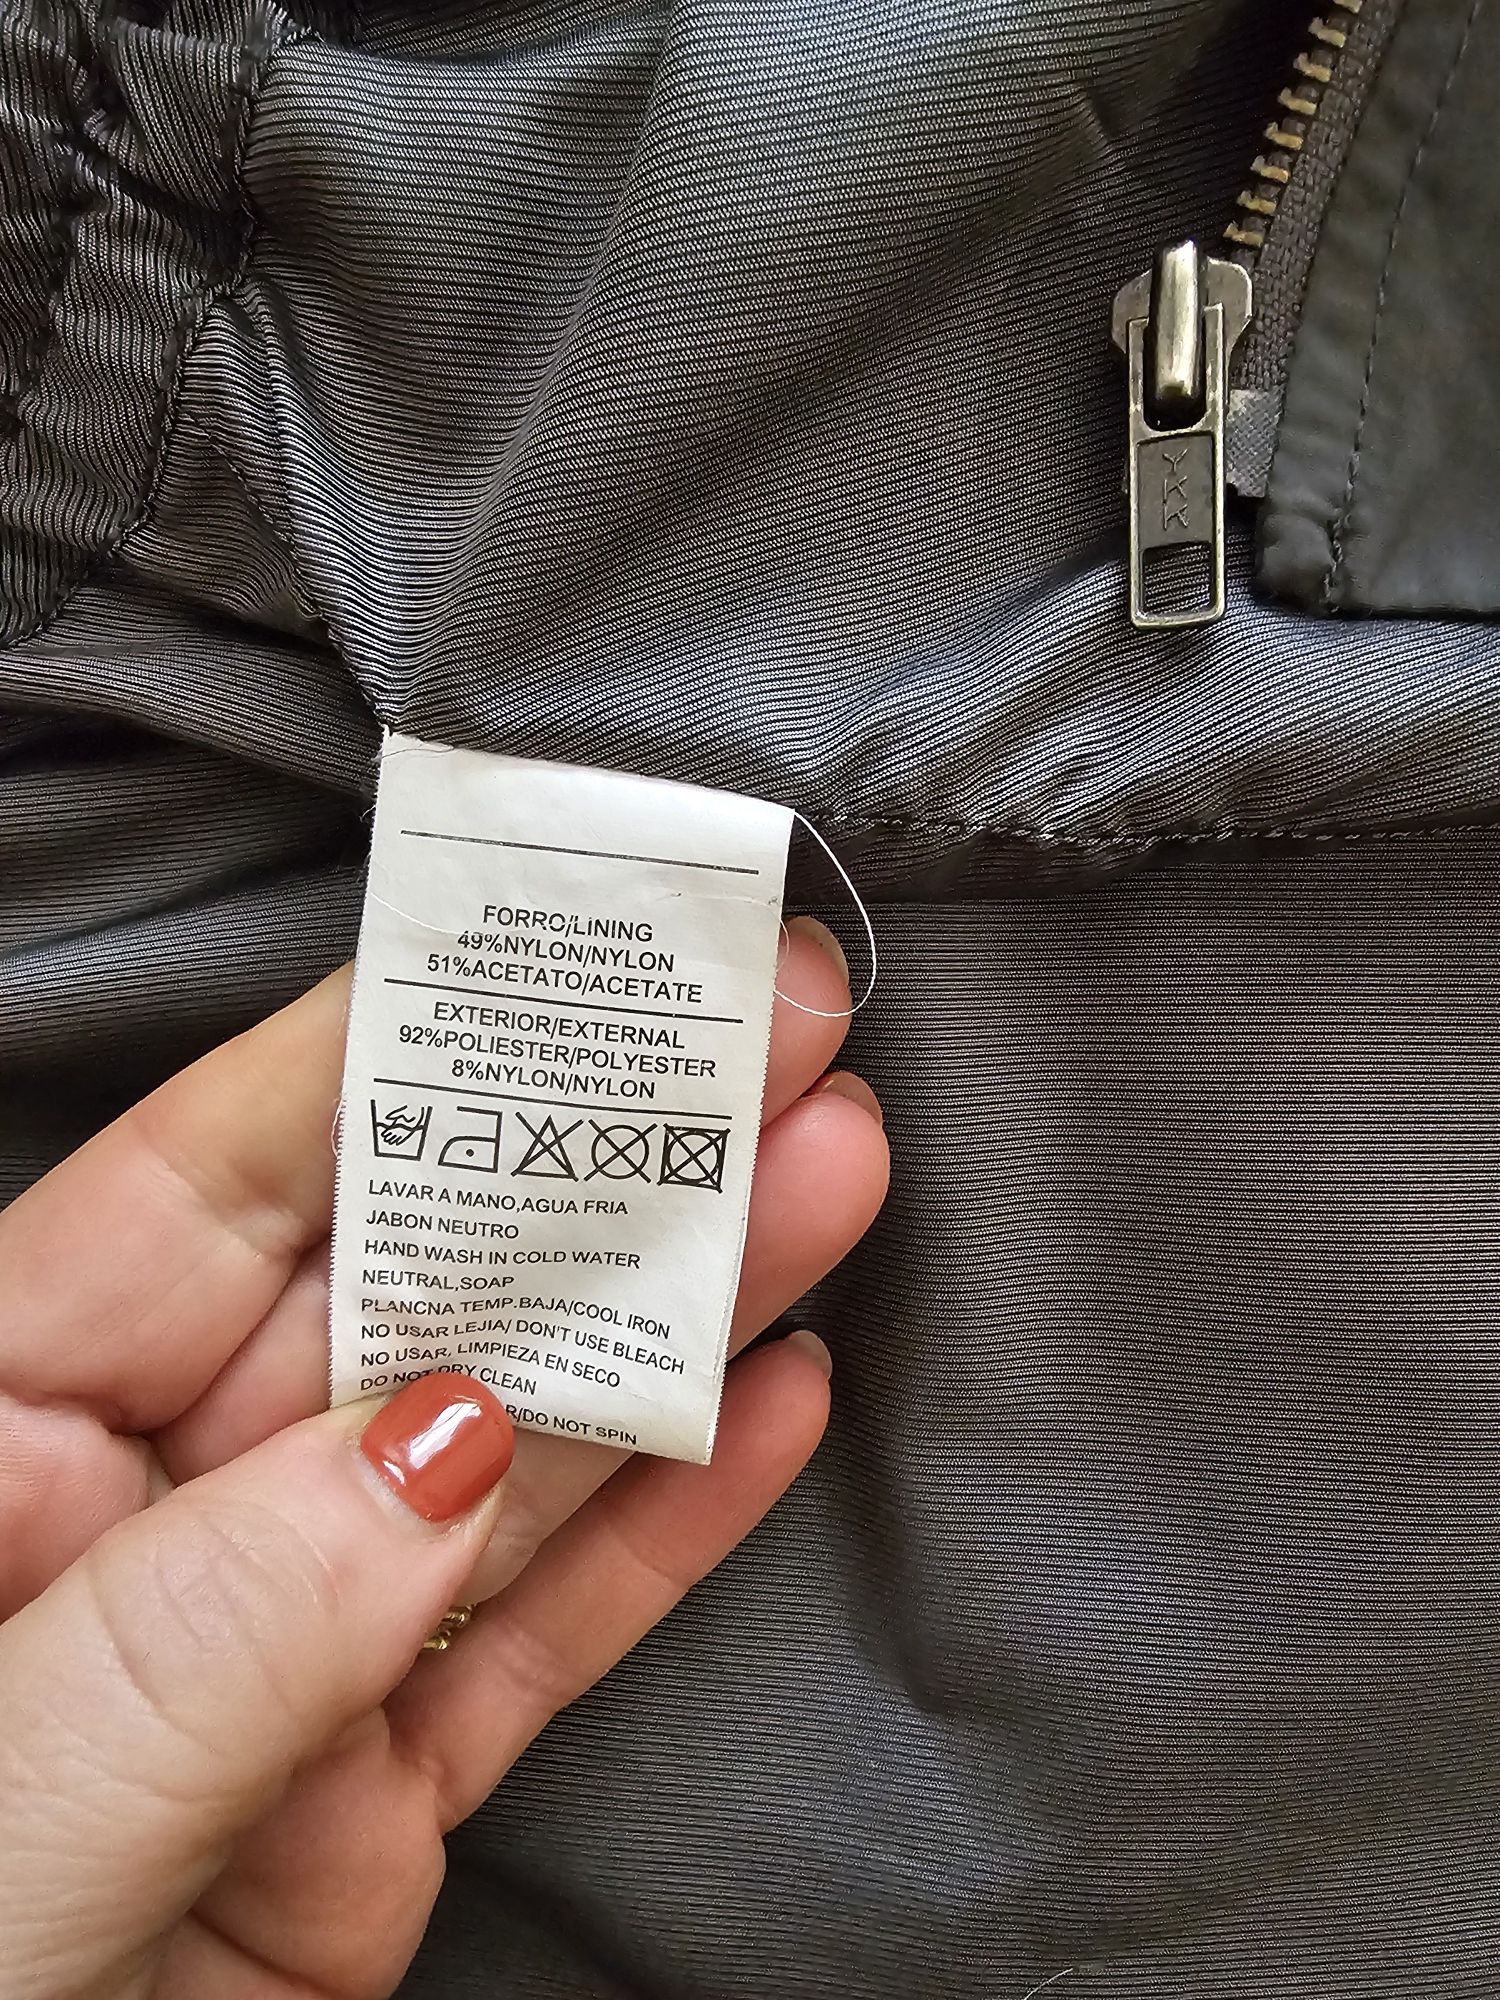 YKK
FORRO/LINING
49%NYLON/NYLON
51%ACETATO/ACETATE
EXTERIOR/EXTERNAL
92%POLIESTER/POLYESTER
8%NYLON/NYLON
LAVAR A MANO,AGUA FRIA
JABON NEUTRO
HAND WASH IN COLD WATER
NEUTRAL,SOAP
PLANCNA TEMP.BAJA/COOL IRON
NO USAR LEJIA/ DON'T USE BLEACH
NO USAR, LIMPIEZA EN SECO
DO NOT DRY CLEAN
R/DO NOT SPIN